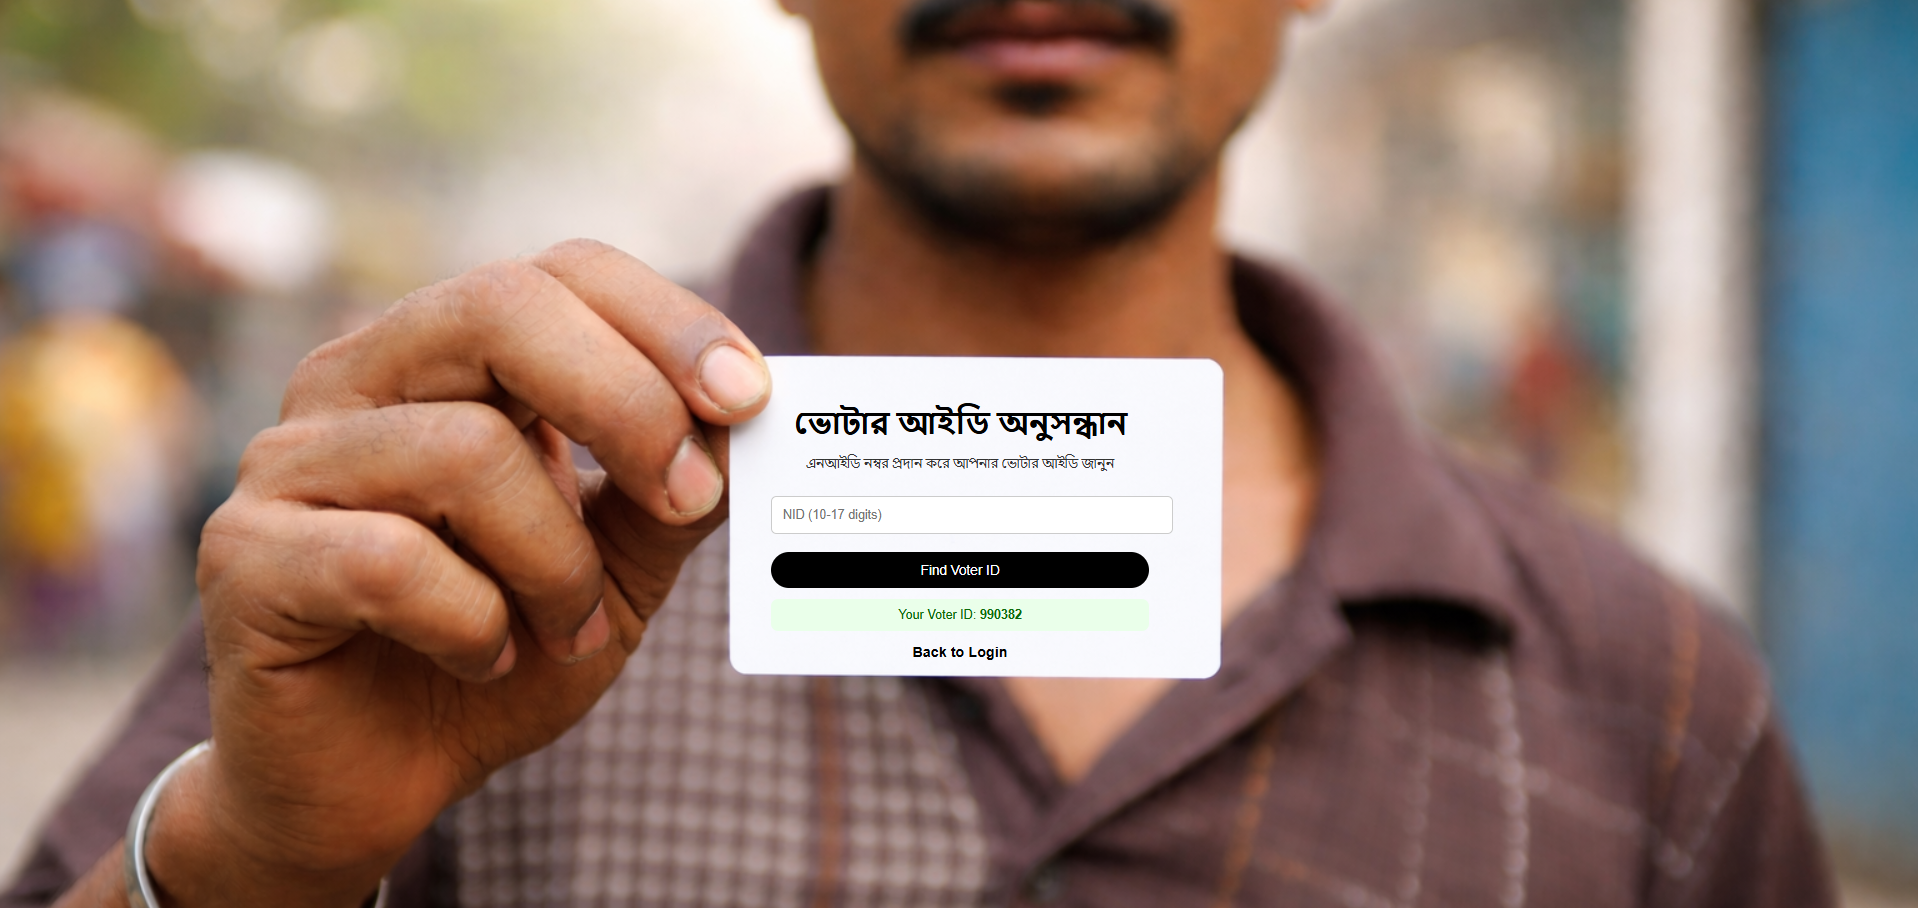 ভোটার আইডি অনুসন্ধান
এনআইডি নম্বর প্রদান করে আপনার ভোটার আইডি জানুন
NID (10-17 digits)
Find Voter ID
Your Voter ID: 990382
Back to Login